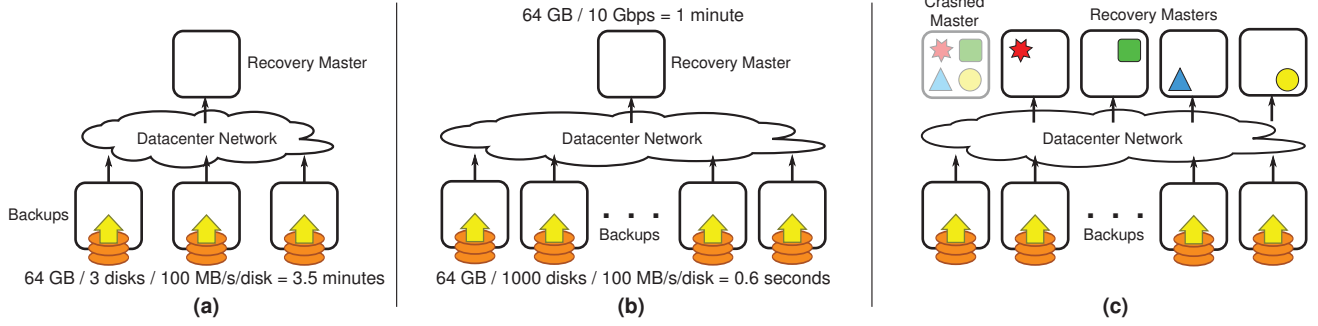 Recovery Master
Datacenter Network
Backups
64 GB / 3 disks / 100 MB/s/disk = 3.5 minutes
(a)
64 GB / 10 Gbps = 1 minute
Recovery Master
Datacenter Network
. . .
Backups
64 GB / 1000 disks / 100 MB/s/disk = 0.6 seconds
(b)
Crashed
Master
Recovery Masters
Datacenter Network
. . .
Backups
(c)